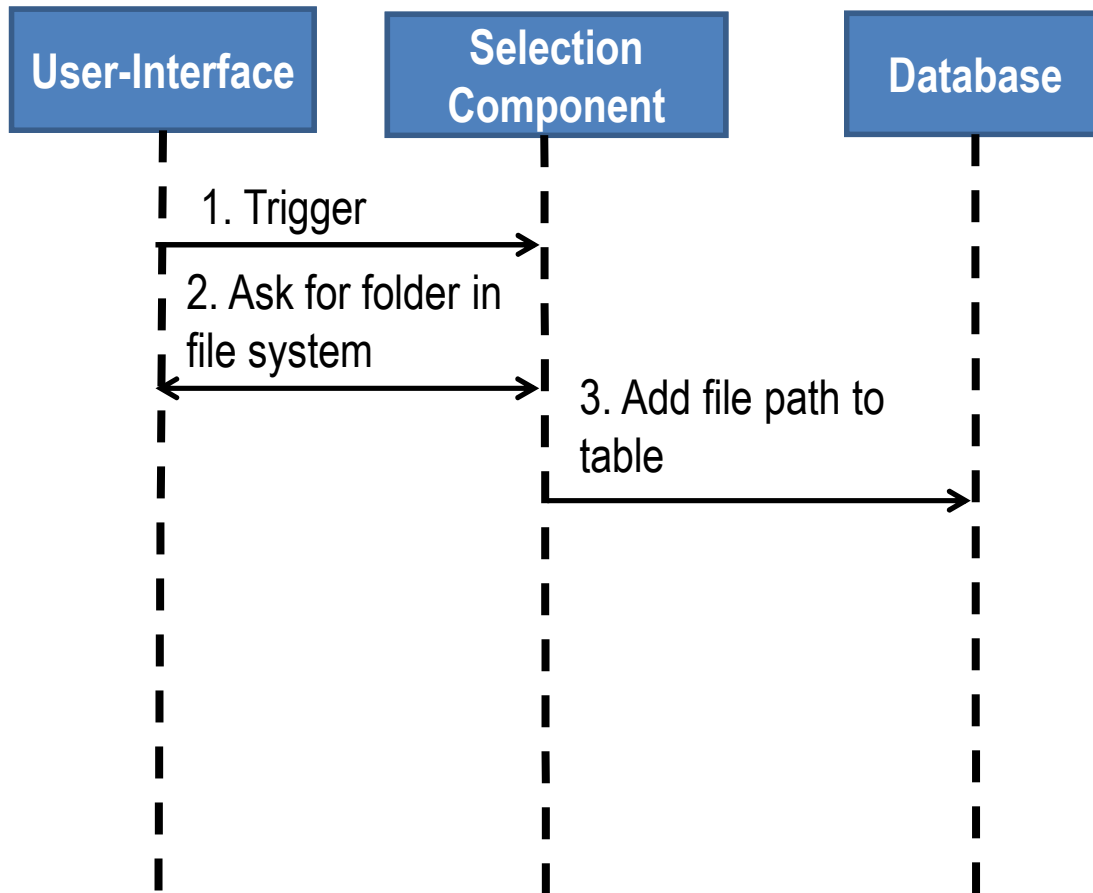 User-Interface
Selection
Component
Database
1. Trigger
2. Ask for folder in
file system
3. Add file path to
table